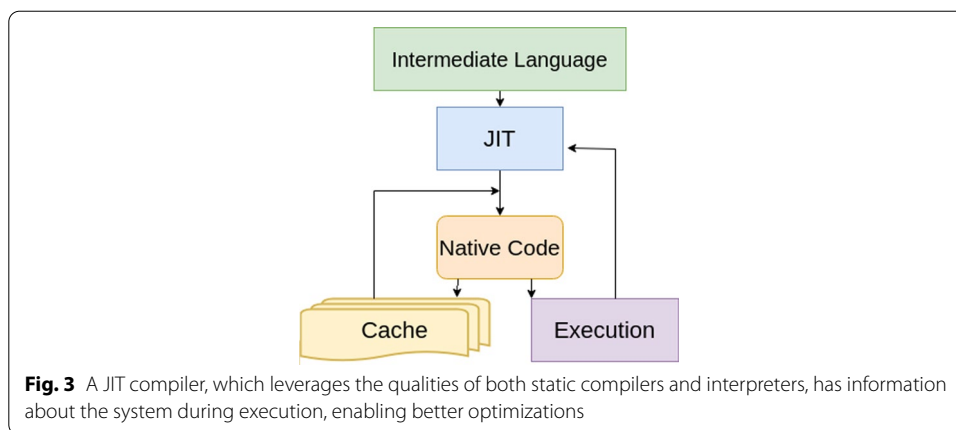 Intermediate Language
JIT
Native Code
Cache
Execution
Fig. 3 A JIT compiler, which leverages the qualities of both static compilers and interpreters, has information
about the system during execution, enabling better optimizations